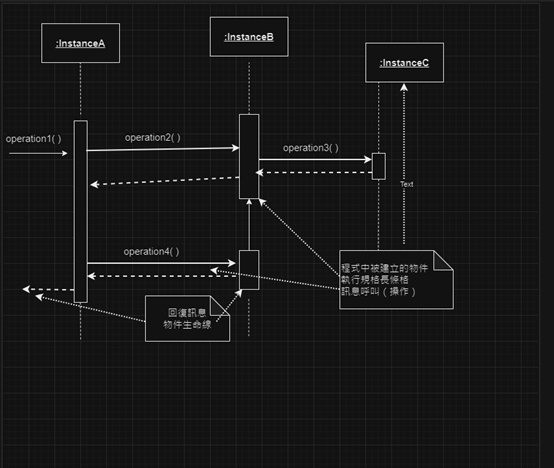 :InstanceA
:InstanceB
:InstanceC
operation1( )
operation2( )
operation3( )
Text
operation4( )
程式中被建立的物件
執行規格長條格
訊息呼叫（操作）
回復訊息
物件生命線